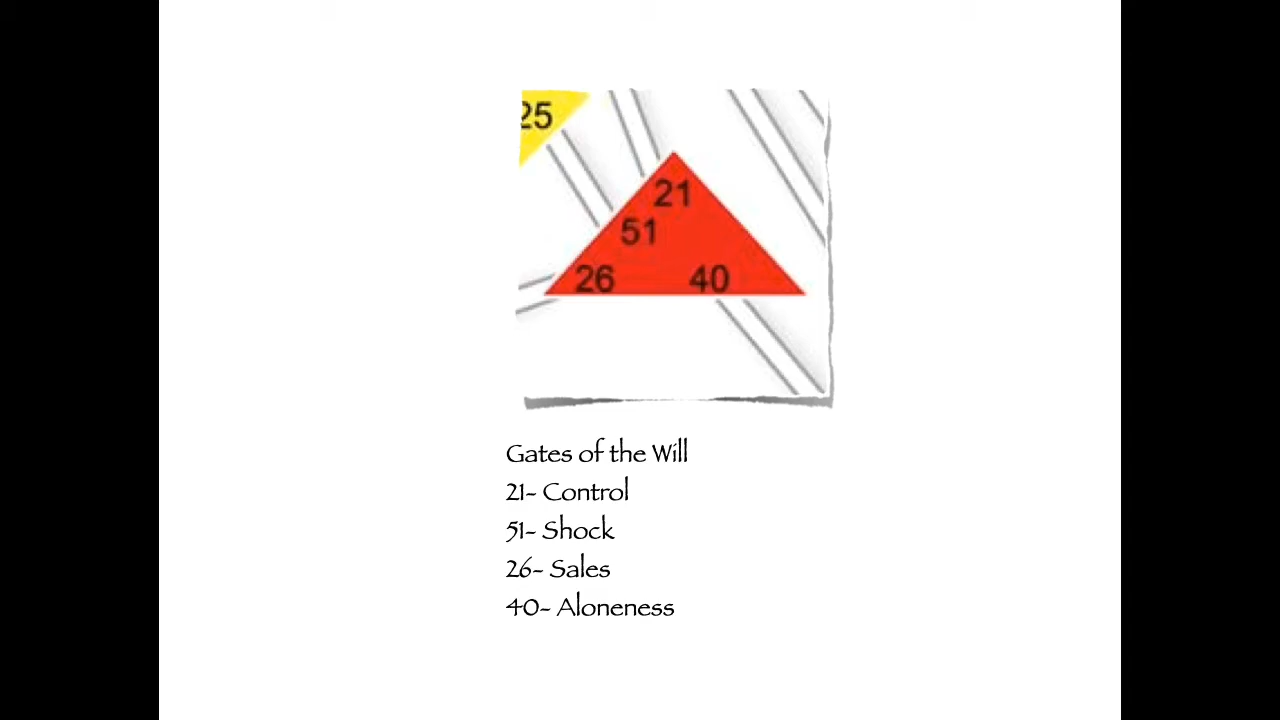 25
21
51
26 40
Gates of the Will
21- Control
51- Shock
26- Sales
40- Aloneness